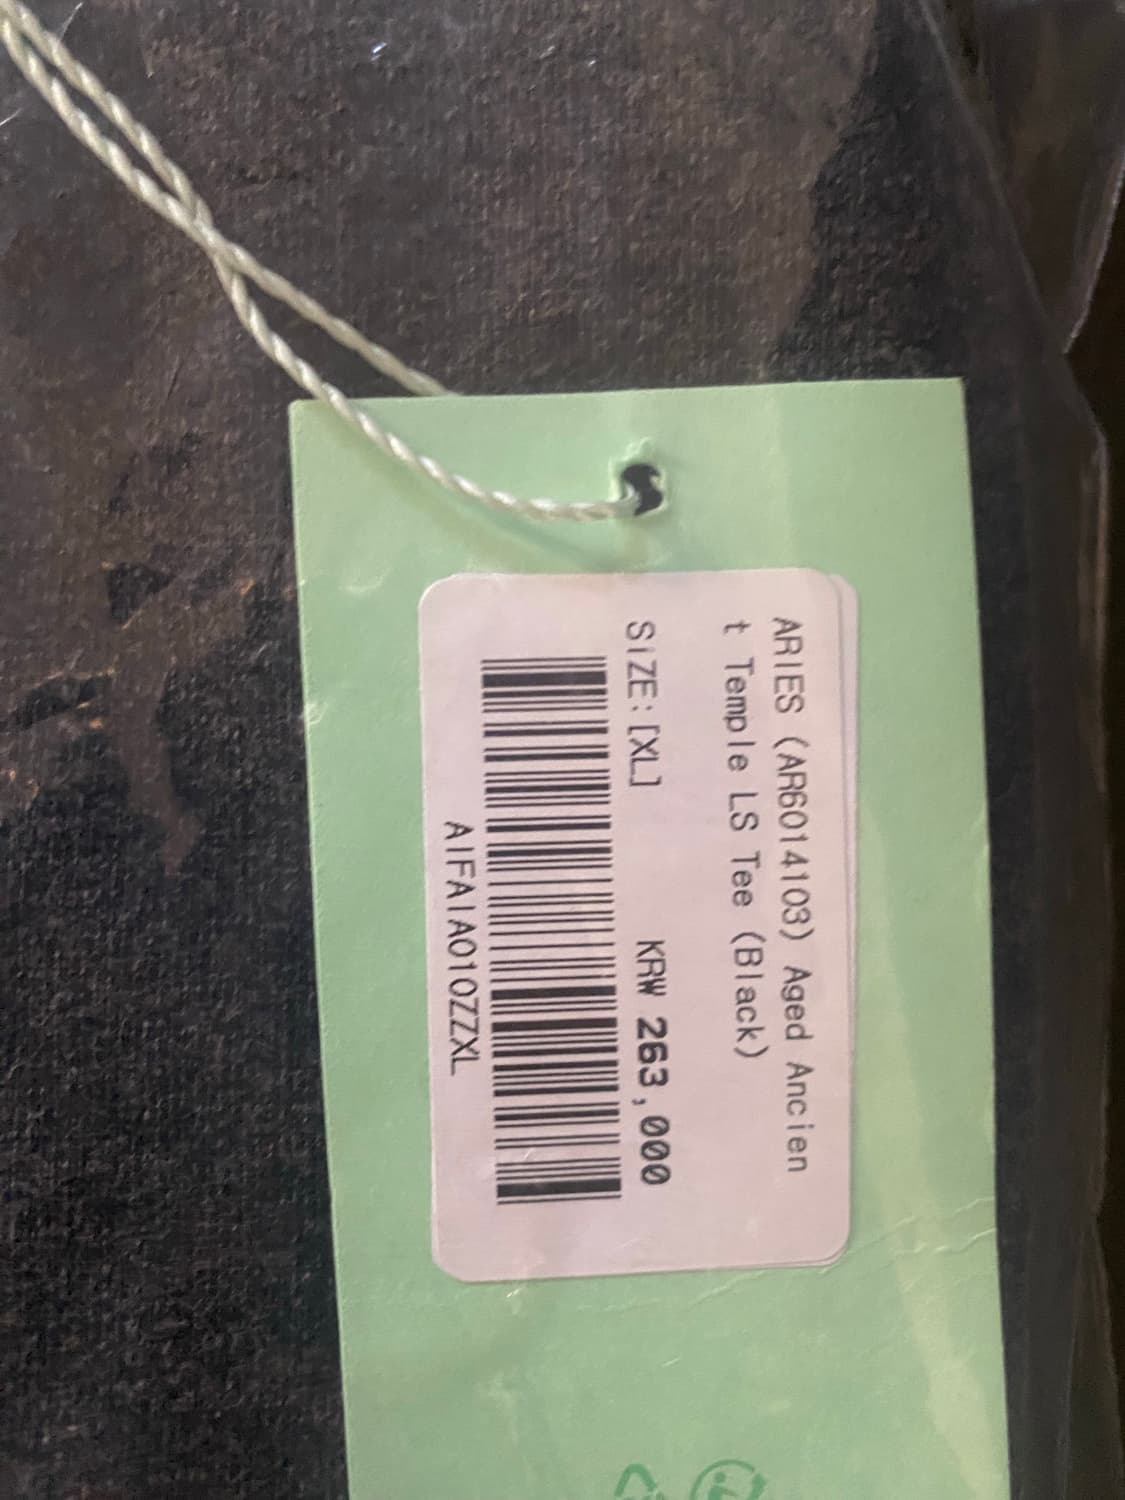 ARIES (AR6014103) Aged Ancien
t Temple LS Tee (Black)
SIZE: [XL] KRW 263,000
AIFAIA010ZZXL